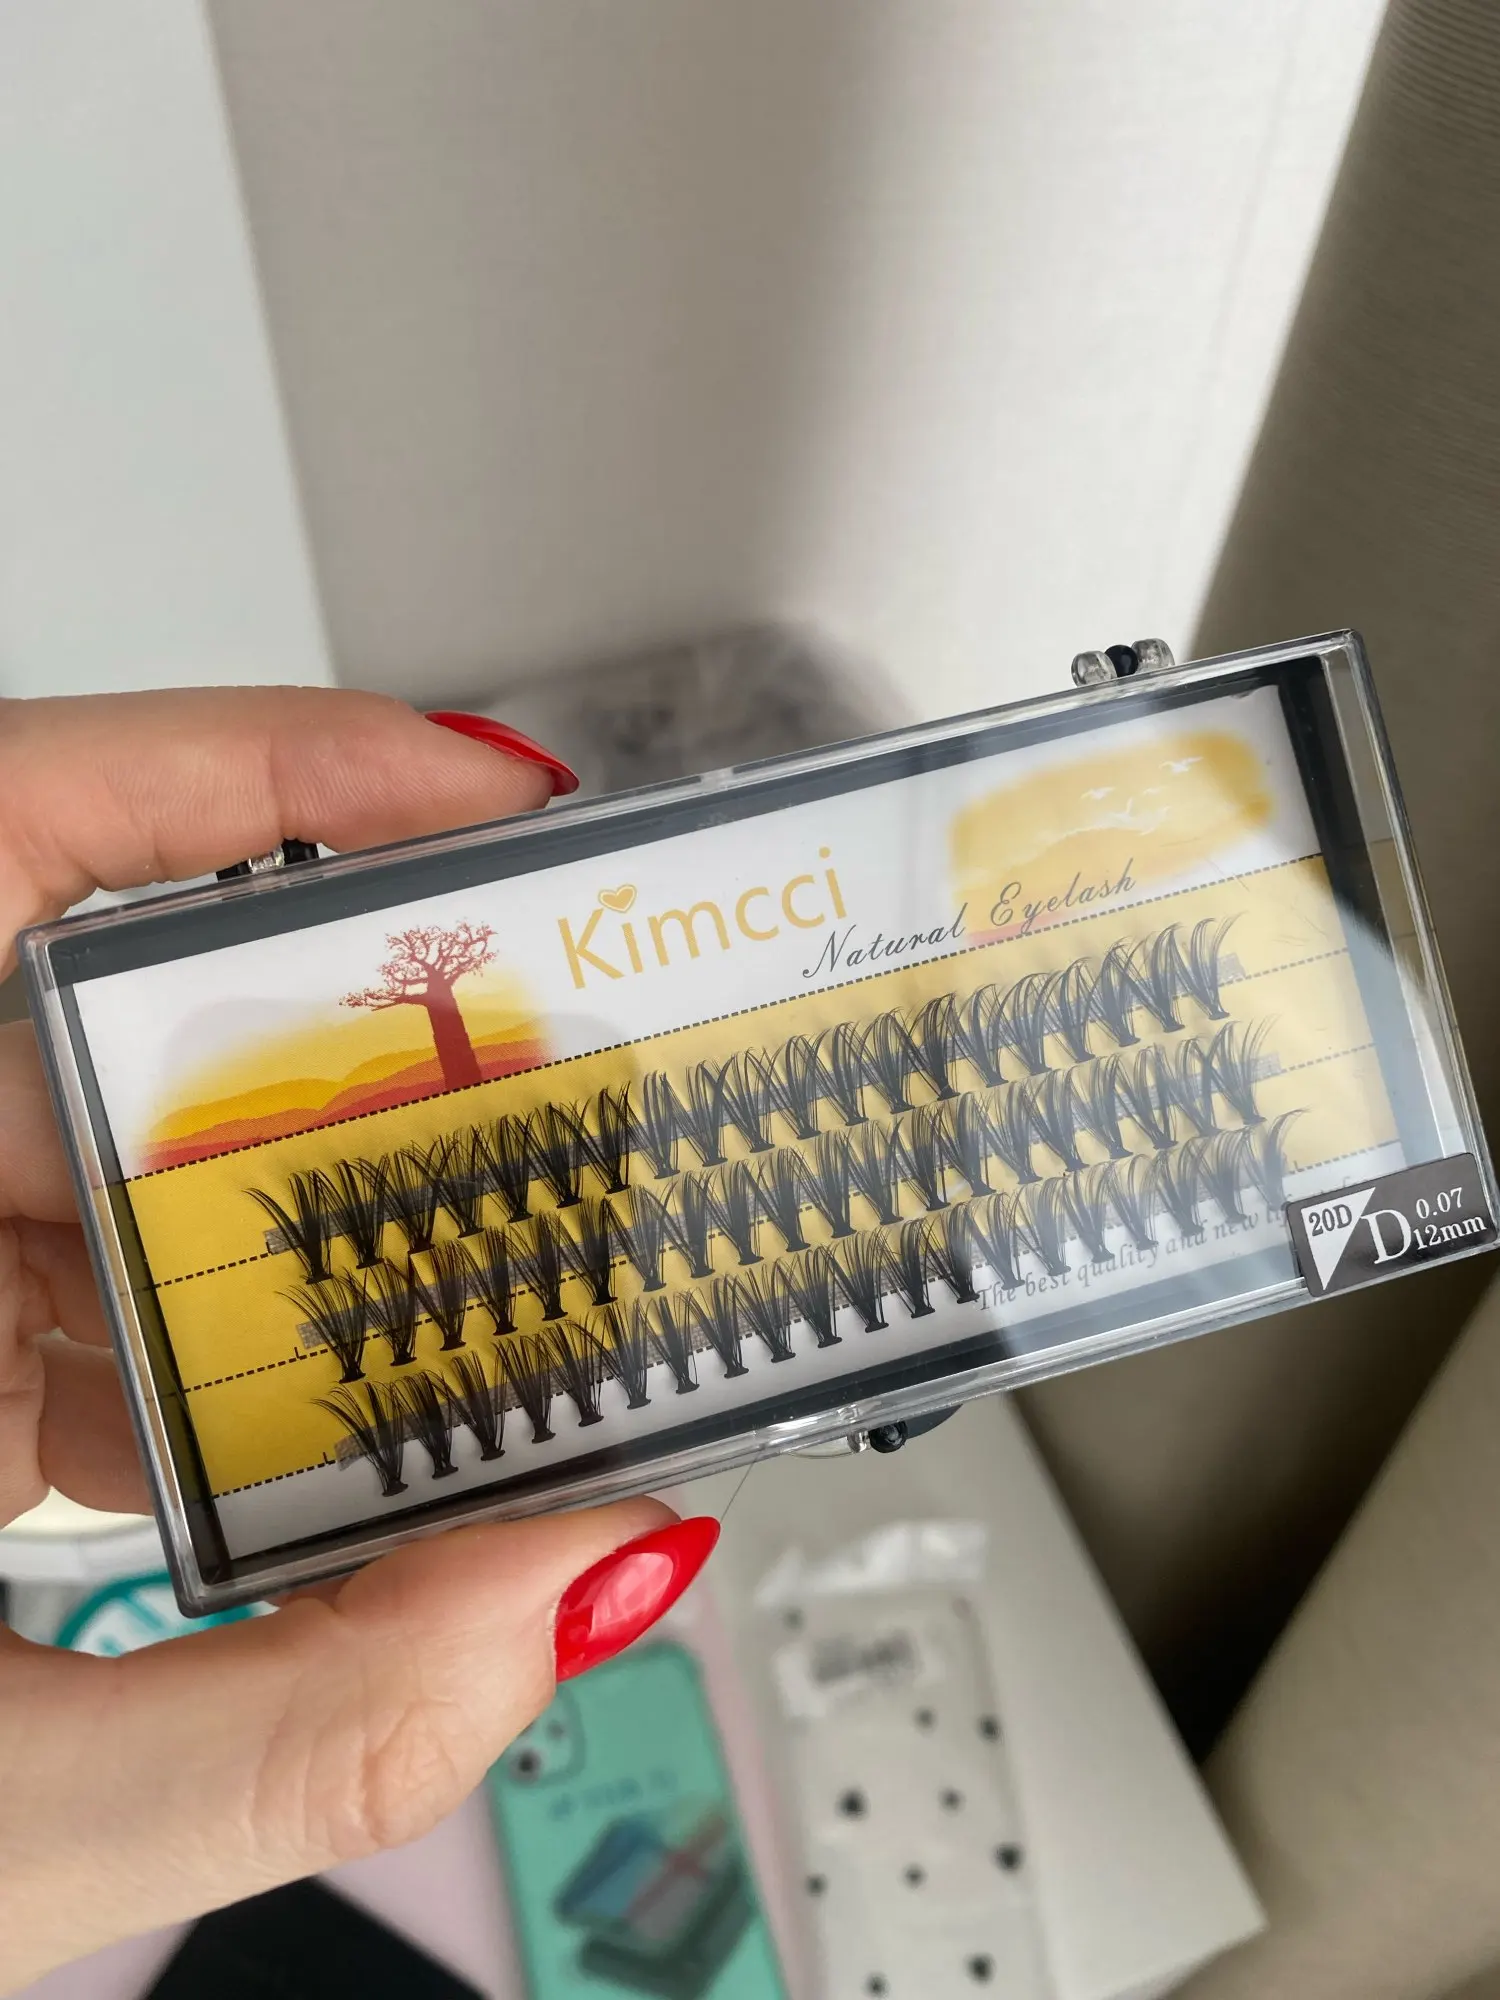 Kimcci
Natural Eyelash
20D
D
0.07
12mm
The best quality and new